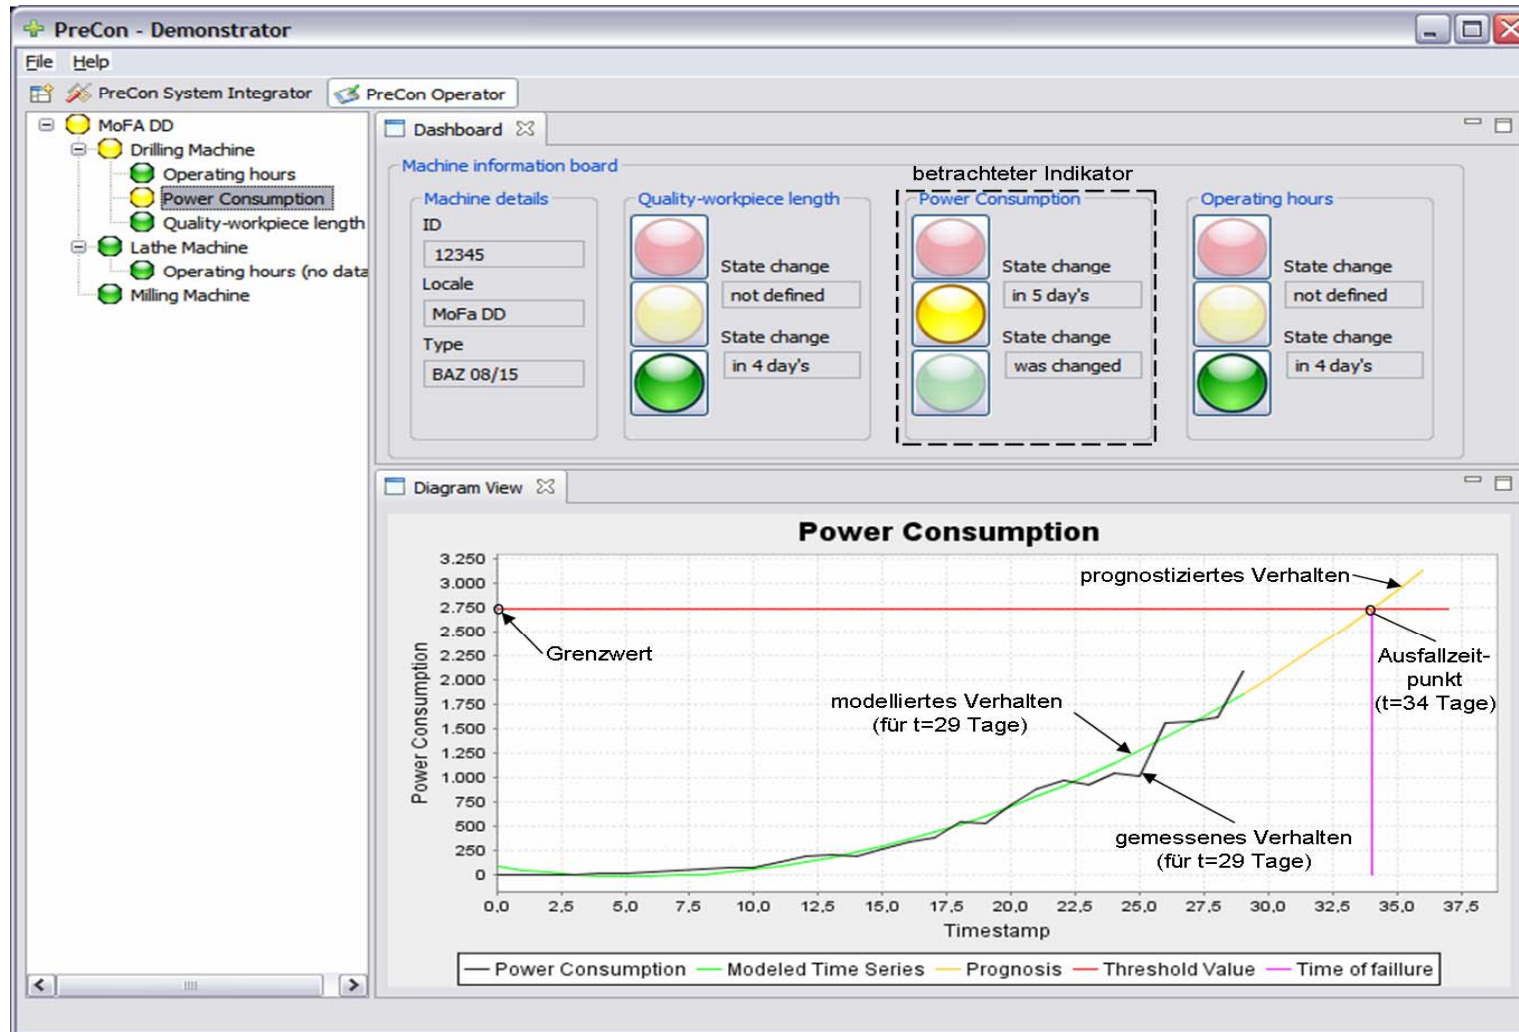 PreCon - Demonstrator
File Help
PreCon System Integrator
PreCon Operator
MoFA DD
Drilling Machine
Operating hours
Power Consumption
Quality-workpiece length
Lathe Machine
Operating hours (no data
Milling Machine
Dashboard
Machine information board
betrachteter Indikator
Machine details
ID
12345
Locale
MoFa DD
Type
BAZ 08/15
Quality-workpiece length
State change
not defined
State change
in 4 day's
Power Consumption
State change
in 5 day's
State change
was changed
Operating hours
State change
not defined
State change
in 4 day's
Diagram View
Power Consumption
Power Consumption
3.250
3.000
2.750
2.500
2.250
2.000
1.750
1.500
1.250
1.000
750
500
250
0
prognostiziertes Verhalten
Grenzwert
Ausfallzeit-
punkt
(t=34 Tage)
modelliertes Verhalten
(für t=29 Tage)
gemessenes Verhalten
(für t=29 Tage)
0,0 2,5 5,0 7,5 10,0 12,5 15,0 17,5 20,0 22,5 25,0 27,5 30,0 32,5 35,0 37,5
Timestamp
Power Consumption Modeled Time Series Prognosis Threshold Value Time of faillure